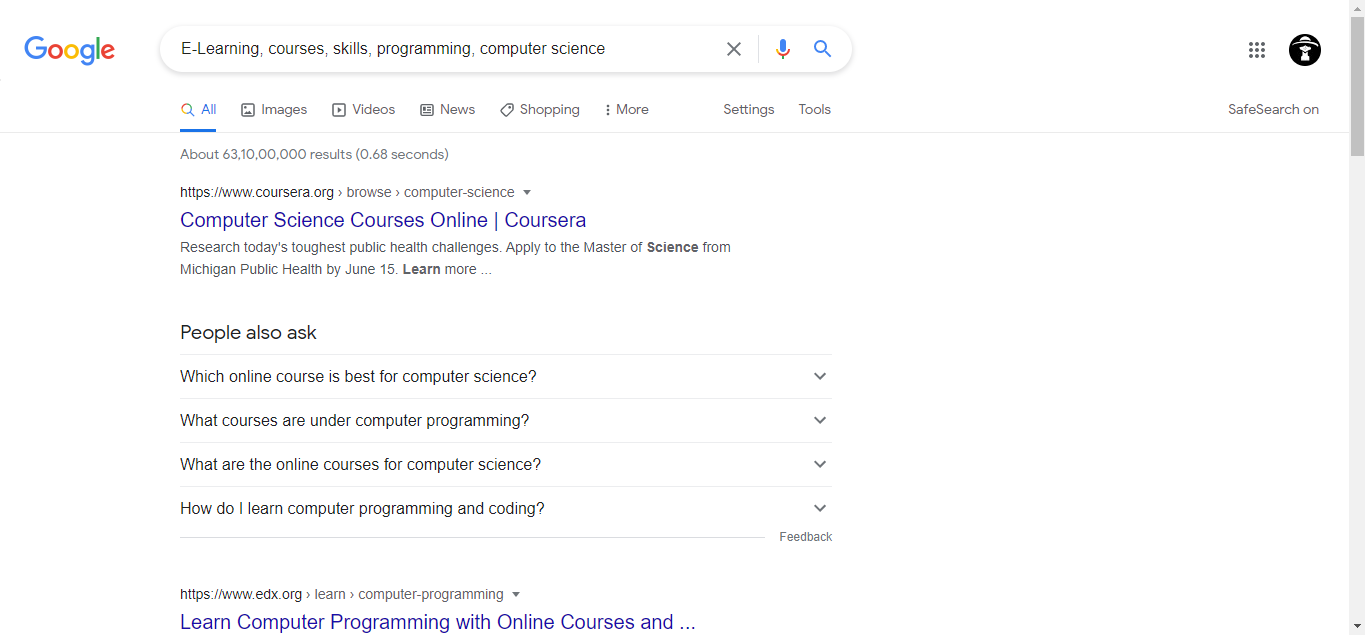 Google
E-Learning, courses, skills, programming, computer science
All Images Videos News Shopping More Settings Tools SafeSearch on
About 63,10,00,000 results (0.68 seconds)
https://www.coursera.org › browse › computer-science
Computer Science Courses Online | Coursera
Research today's toughest public health challenges. Apply to the Master of Science from
Michigan Public Health by June 15. Learn more ...
People also ask
Which online course is best for computer science?
What courses are under computer programming?
What are the online courses for computer science?
How do I learn computer programming and coding?
Feedback
https://www.edx.org › learn › computer-programming
Learn Computer Programming with Online Courses and ...